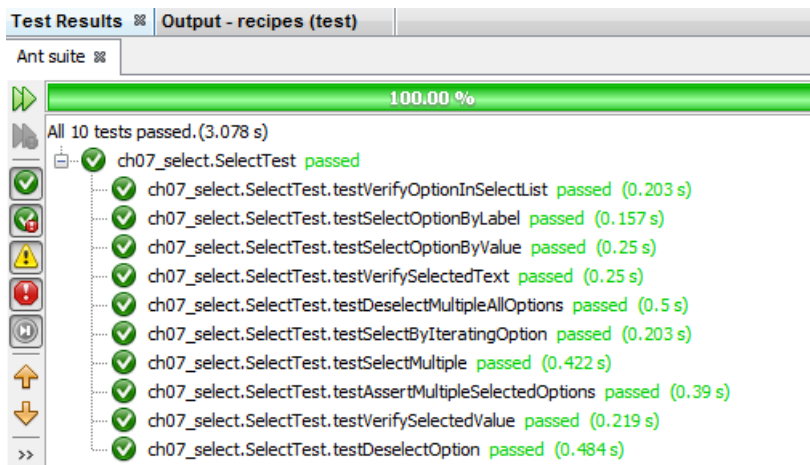 Test Results Output - recipes (test)
Ant suite
100.00 %
All 10 tests passed.(3.078 s)
ch07_select.SelectTest passed
ch07_select.SelectTest.testVerifyOptionInSelectList passed (0.203 s)
ch07_select.SelectTest.testSelectOptionByLabel passed (0.157 s)
ch07_select.SelectTest.testSelectOptionByValue passed (0.25 s)
ch07_select.SelectTest.testVerifySelectedText passed (0.25 s)
ch07_select.SelectTest.testDeselectMultipleAllOptions passed (0.5 s)
ch07_select.SelectTest.testSelectByIteratingOption passed (0.203 s)
ch07_select.SelectTest.testSelectMultiple passed (0.422 s)
ch07_select.SelectTest.testAssertMultipleSelectedOptions passed (0.39 s)
ch07_select.SelectTest.testVerifySelectedValue passed (0.219 s)
ch07_select.SelectTest.testDeselectOption passed (0.484 s)